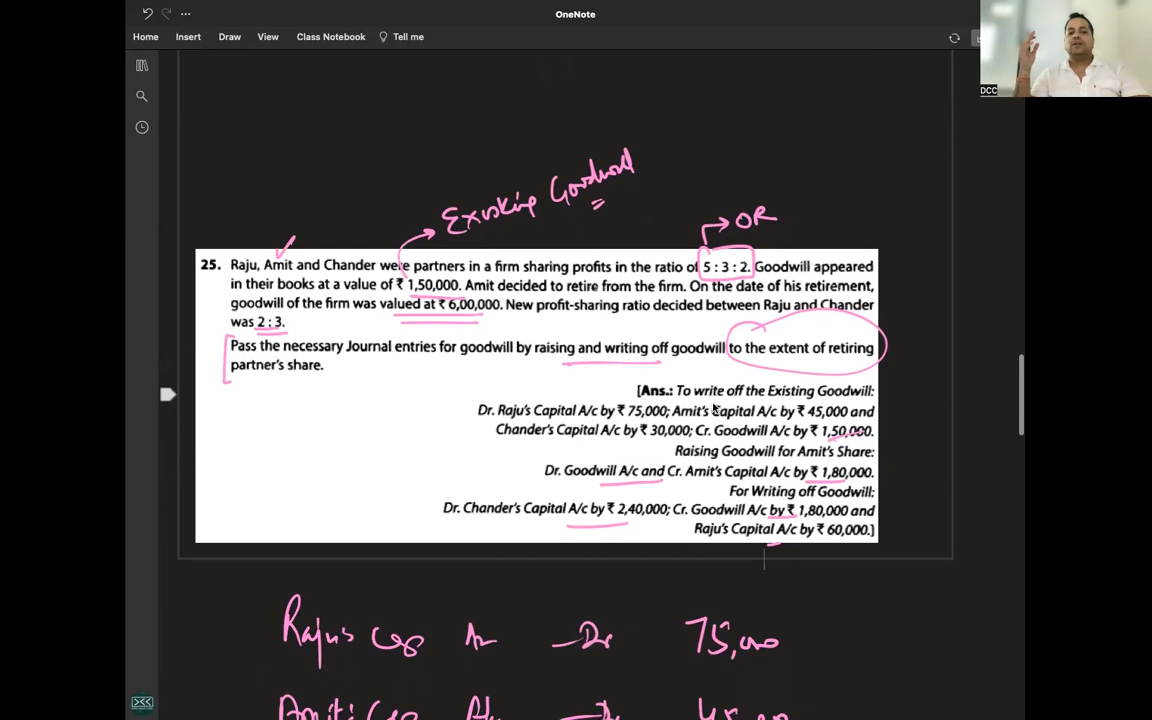 OneNote
Home Insert Draw View Class Notebook Tell me
DCC
Existing Goodwill
OR
25. Raju, Amit and Chander were partners in a firm sharing profits in the ratio of 5 : 3 : 2. Goodwill appeared
in their books at a value of ₹ 1,50,000. Amit decided to retire from the firm. On the date of his retirement,
goodwill of the firm was valued at ₹ 6,00,000. New profit-sharing ratio decided between Raju and Chander
was 2 : 3.
Pass the necessary Journal entries for goodwill by raising and writing off goodwill to the extent of retiring
partner's share.
[Ans.: To write off the Existing Goodwill:
Dr. Raju's Capital A/c by ₹ 75,000; Amit's Capital A/c by ₹ 45,000 and
Chander's Capital A/c by ₹ 30,000; Cr. Goodwill A/c by ₹ 1,50,000.
Raising Goodwill for Amit's Share:
Dr. Goodwill A/c and Cr. Amit's Capital A/c by ₹ 1,80,000.
For Writing off Goodwill:
Dr. Chander's Capital A/c by ₹ 2,40,000; Cr. Goodwill A/c by ₹ 1,80,000 and
Raju's Capital A/c by ₹ 60,000.]
Raju's Cap A/c —Dr 75,000